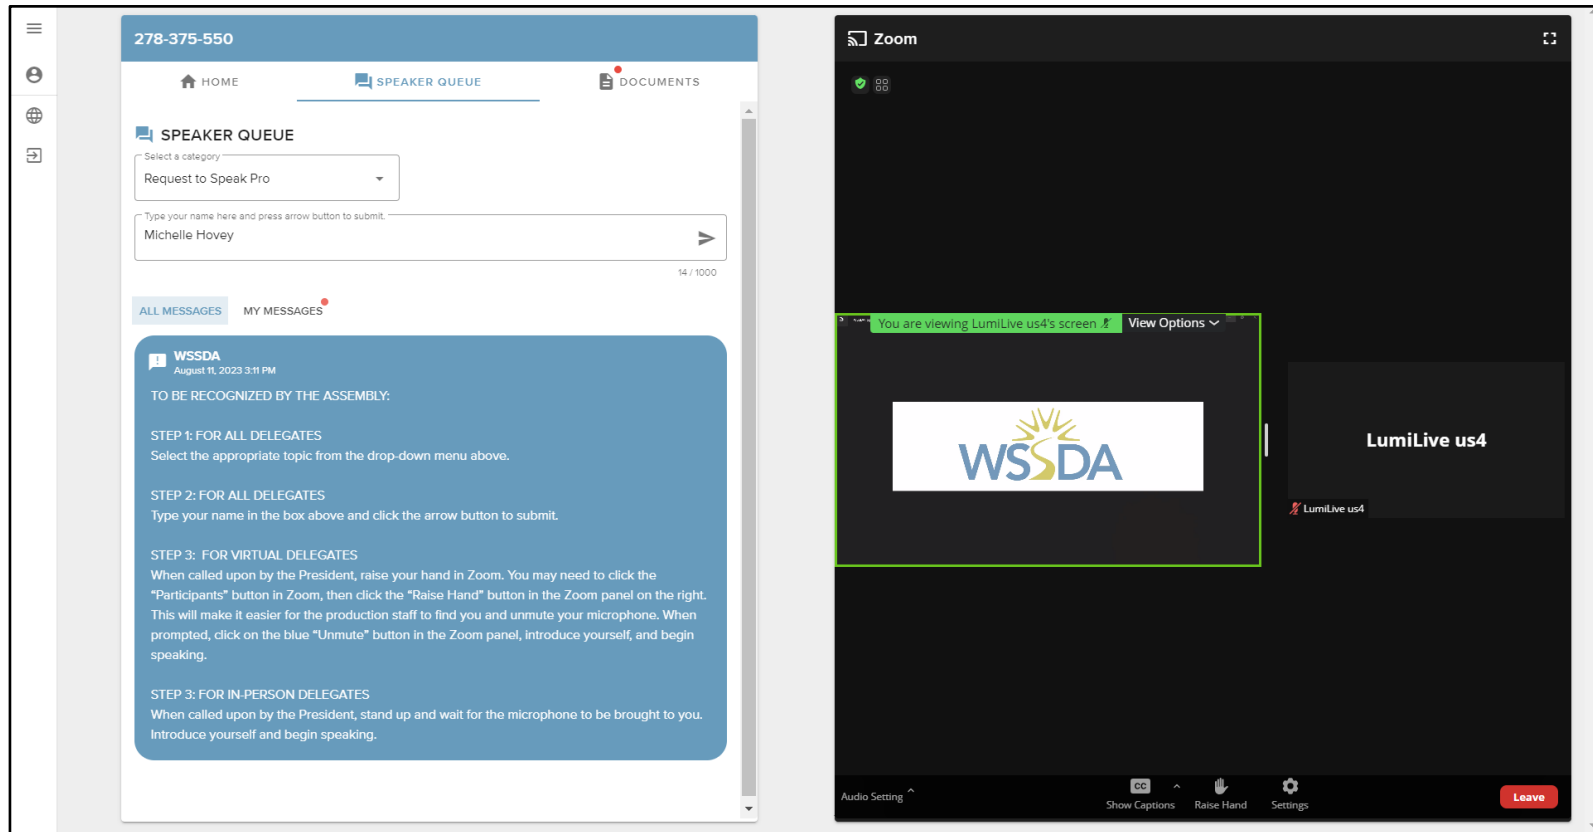 278-375-550
HOME
SPEAKER QUEUE
DOCUMENTS
SPEAKER QUEUE
Select a category
Request to Speak Pro
Type your name here and press arrow button to submit.
Michelle Hovey
14 / 1000
ALL MESSAGES
MY MESSAGES
WSSDA
August 11, 2023 3:11 PM
TO BE RECOGNIZED BY THE ASSEMBLY:
STEP 1: FOR ALL DELEGATES
Select the appropriate topic from the drop-down menu above.
STEP 2: FOR ALL DELEGATES
Type your name in the box above and click the arrow button to submit.
STEP 3:  FOR VIRTUAL DELEGATES
When called upon by the President, raise your hand in Zoom. You may need to click the
“Participants” button in Zoom, then click the “Raise Hand” button in the Zoom panel on the right.
This will make it easier for the production staff to find you and unmute your microphone. When
prompted, click on the blue “Unmute” button in the Zoom panel, introduce yourself, and begin
speaking.
STEP 3: FOR IN-PERSON DELEGATES
When called upon by the President, stand up and wait for the microphone to be brought to you.
Introduce yourself and begin speaking.
Zoom
You are viewing LumiLive us4's screen
View Options
WSSDA
LumiLive us4
LumiLive us4
Audio Setting
CC
Show Captions
Raise Hand
Settings
Leave